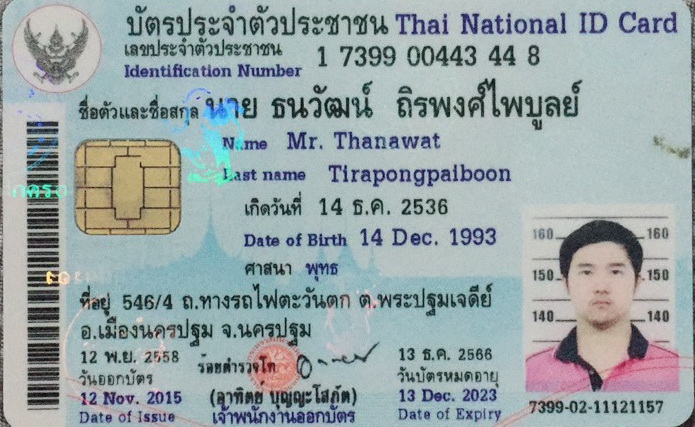 บัตรประจำตัวประชาชน Thai National ID Card
เลขประจำตัวประชาชน 1 7399 00443 44 8
Identification Number
ชื่อตัวและชื่อสกุล นาย ธนวัฒน์ ถิรพงศ์ไพบูลย์
Name Mr. Thanawat
Last name Tirapongpaiboon
เกิดวันที่ 14 ธ.ค. 2536
Date of Birth 14 Dec. 1993
ศาสนา พุทธ
ที่อยู่ 546/4 ถ.ทางรถไฟตะวันตก ต.พระปฐมเจดีย์
อ.เมืองนครปฐม จ.นครปฐม
12 พ.ย. 2558
วันออกบัตร
12 Nov. 2015
Date of Issue
ร้อยตำรวจโท
(อาทิตย์ บุญญะโสภัต)
เจ้าพนักงานออกบัตร
13 ธ.ค. 2566
วันบัตรหมดอายุ
13 Dec. 2023
Date of Expiry
160 160
150 150
140 140
7399-02-11121157